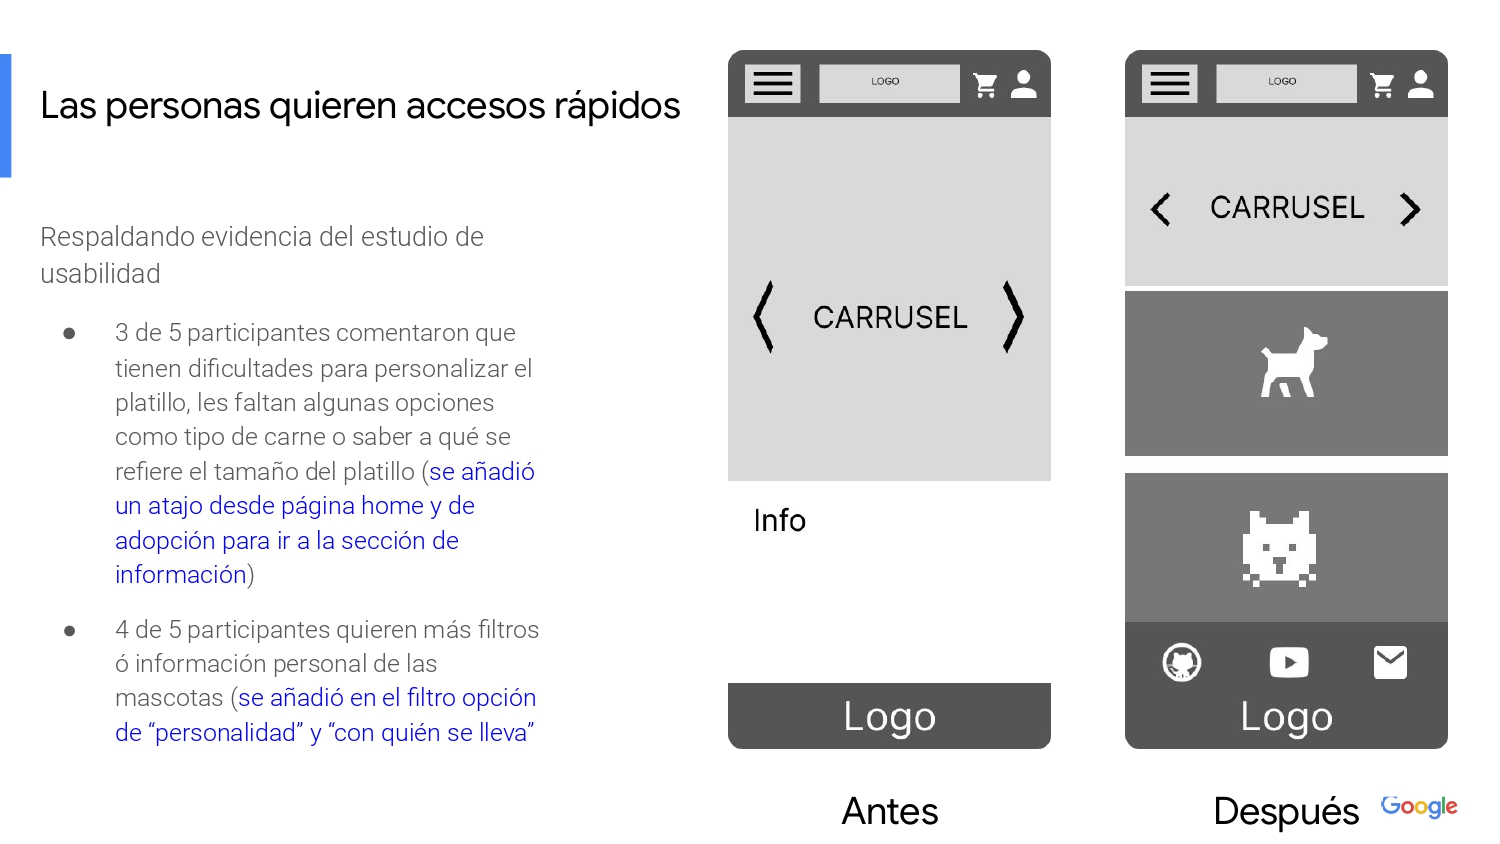 Las personas quieren accesos rápidos
Respaldando evidencia del estudio de
usabilidad
● 3 de 5 participantes comentaron que
tienen dificultades para personalizar el
platillo, les faltan algunas opciones
como tipo de carne o saber a qué se
refiere el tamaño del platillo (se añadió
un atajo desde página home y de
adopción para ir a la sección de
información)
● 4 de 5 participantes quieren más filtros
ó información personal de las
mascotas (se añadió en el filtro opción
de “personalidad” y “con quién se lleva”
LOGO
CARRUSEL
Info
Logo
Antes
LOGO
CARRUSEL
Logo
Después
Google